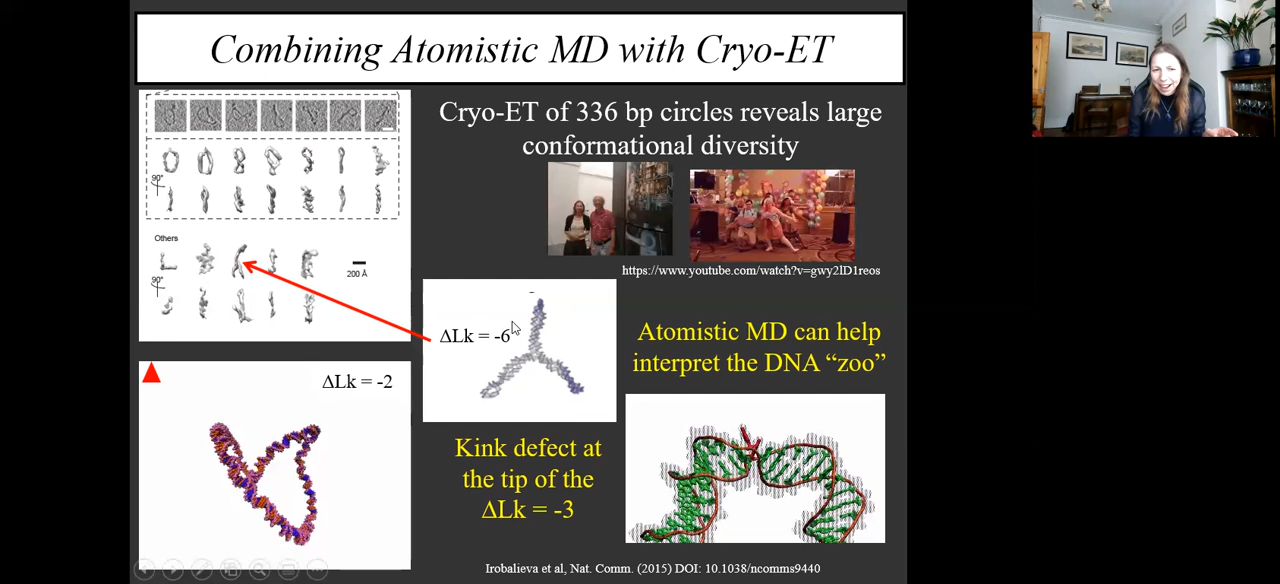 Combining Atomistic MD with Cryo-ET
90°
Others
90°
200 Å
Cryo-ET of 336 bp circles reveals large
conformational diversity
https://www.youtube.com/watch?v=gwy2lD1reos
ΔLk = -6
Atomistic MD can help
interpret the DNA “zoo”
ΔLk = -2
Kink defect at
the tip of the
ΔLk = -3
Irobalieva et al, Nat. Comm. (2015) DOI: 10.1038/ncomms9440